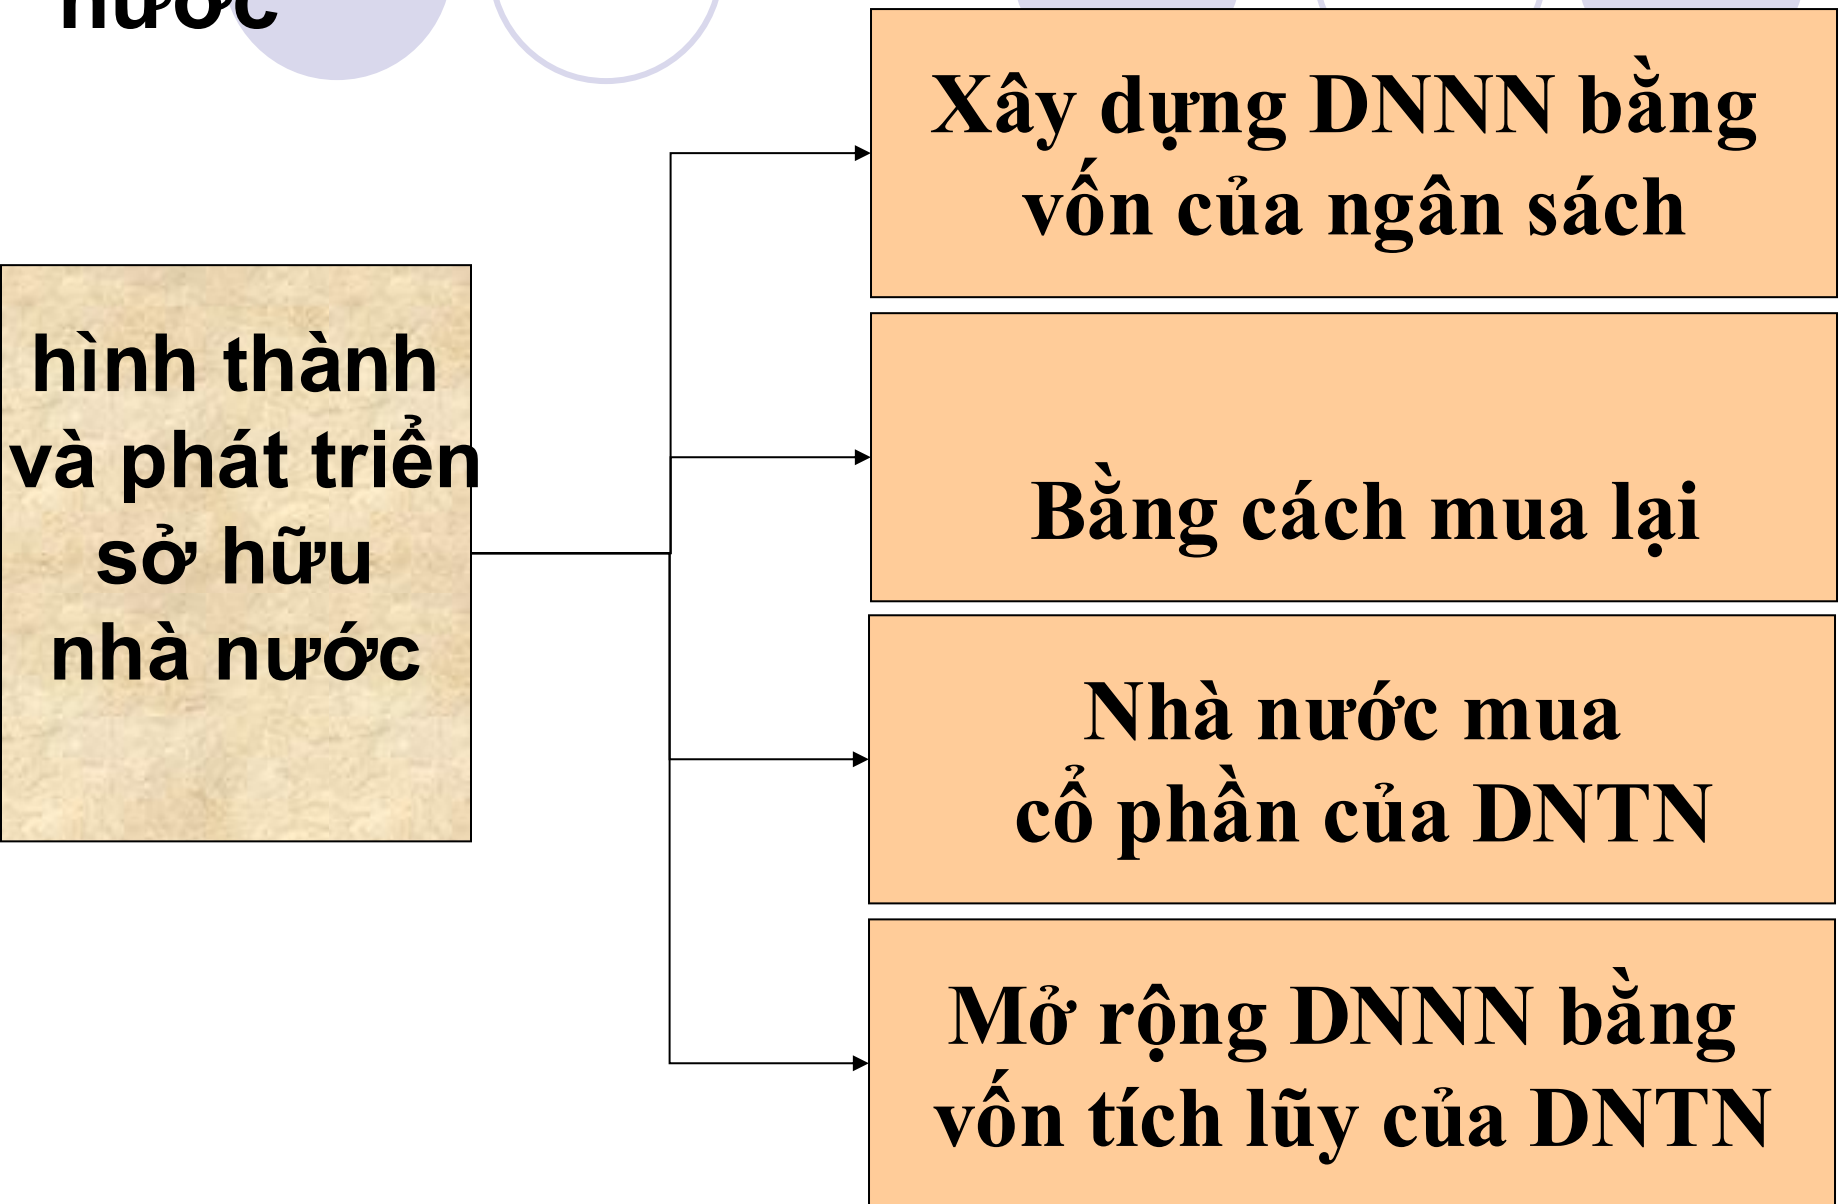 nước
hình thành
và phát triển
sở hữu
nhà nước
Xây dựng DNNN bằng
vốn của ngân sách
Bằng cách mua lại
Nhà nước mua
cổ phần của DNTN
Mở rộng DNNN bằng
vốn tích lũy của DNTN